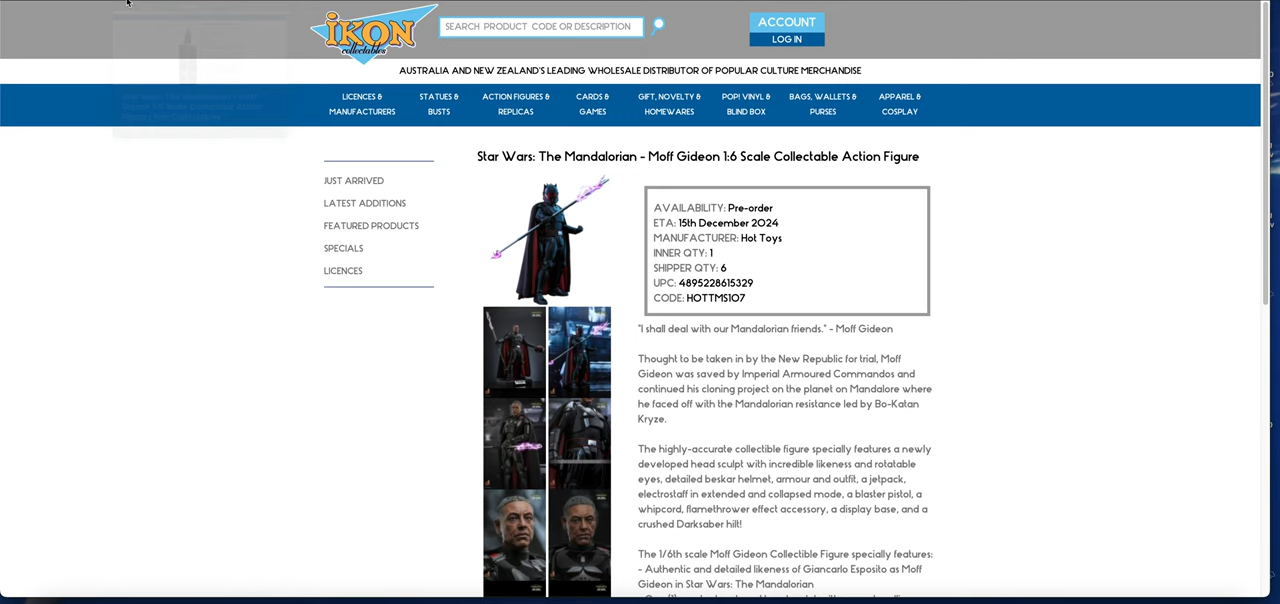 iKON
collectables
SEARCH PRODUCT CODE OR DESCRIPTION
ACCOUNT
LOG IN
AUSTRALIA AND NEW ZEALAND'S LEADING WHOLESALE DISTRIBUTOR OF POPULAR CULTURE MERCHANDISE
LICENCES &
MANUFACTURERS
STATUES &
BUSTS
ACTION FIGURES &
REPLICAS
CARDS &
GAMES
GIFT, NOVELTY &
HOMEWARES
POP! VINYL &
BLIND BOX
BAGS, WALLETS &
PURSES
APPAREL &
COSPLAY
JUST ARRIVED
LATEST ADDITIONS
FEATURED PRODUCTS
SPECIALS
LICENCES
Star Wars: The Mandalorian - Moff Gideon 1:6 Scale Collectable Action Figure
AVAILABILITY: Pre-order
ETA: 15th December 2024
MANUFACTURER: Hot Toys
INNER QTY: 1
SHIPPER QTY: 6
UPC: 4895228615329
CODE: HOTTMS107
"I shall deal with our Mandalorian friends." - Moff Gideon
Thought to be taken in by the New Republic for trial, Moff
Gideon was saved by Imperial Armoured Commandos and
continued his cloning project on the planet on Mandalore where
he faced off with the Mandalorian resistance led by Bo-Katan
Kryze.
The highly-accurate collectible figure specially features a newly
developed head sculpt with incredible likeness and rotatable
eyes, detailed beskar helmet, armour and outfit, a jetpack,
electrostaff in extended and collapsed mode, a blaster pistol, a
whipcord, flamethrower effect accessory, a display base, and a
crushed Darksaber hilt!
The 1/6th scale Moff Gideon Collectible Figure specially features:
- Authentic and detailed likeness of Giancarlo Esposito as Moff
Gideon in Star Wars: The Mandalorian